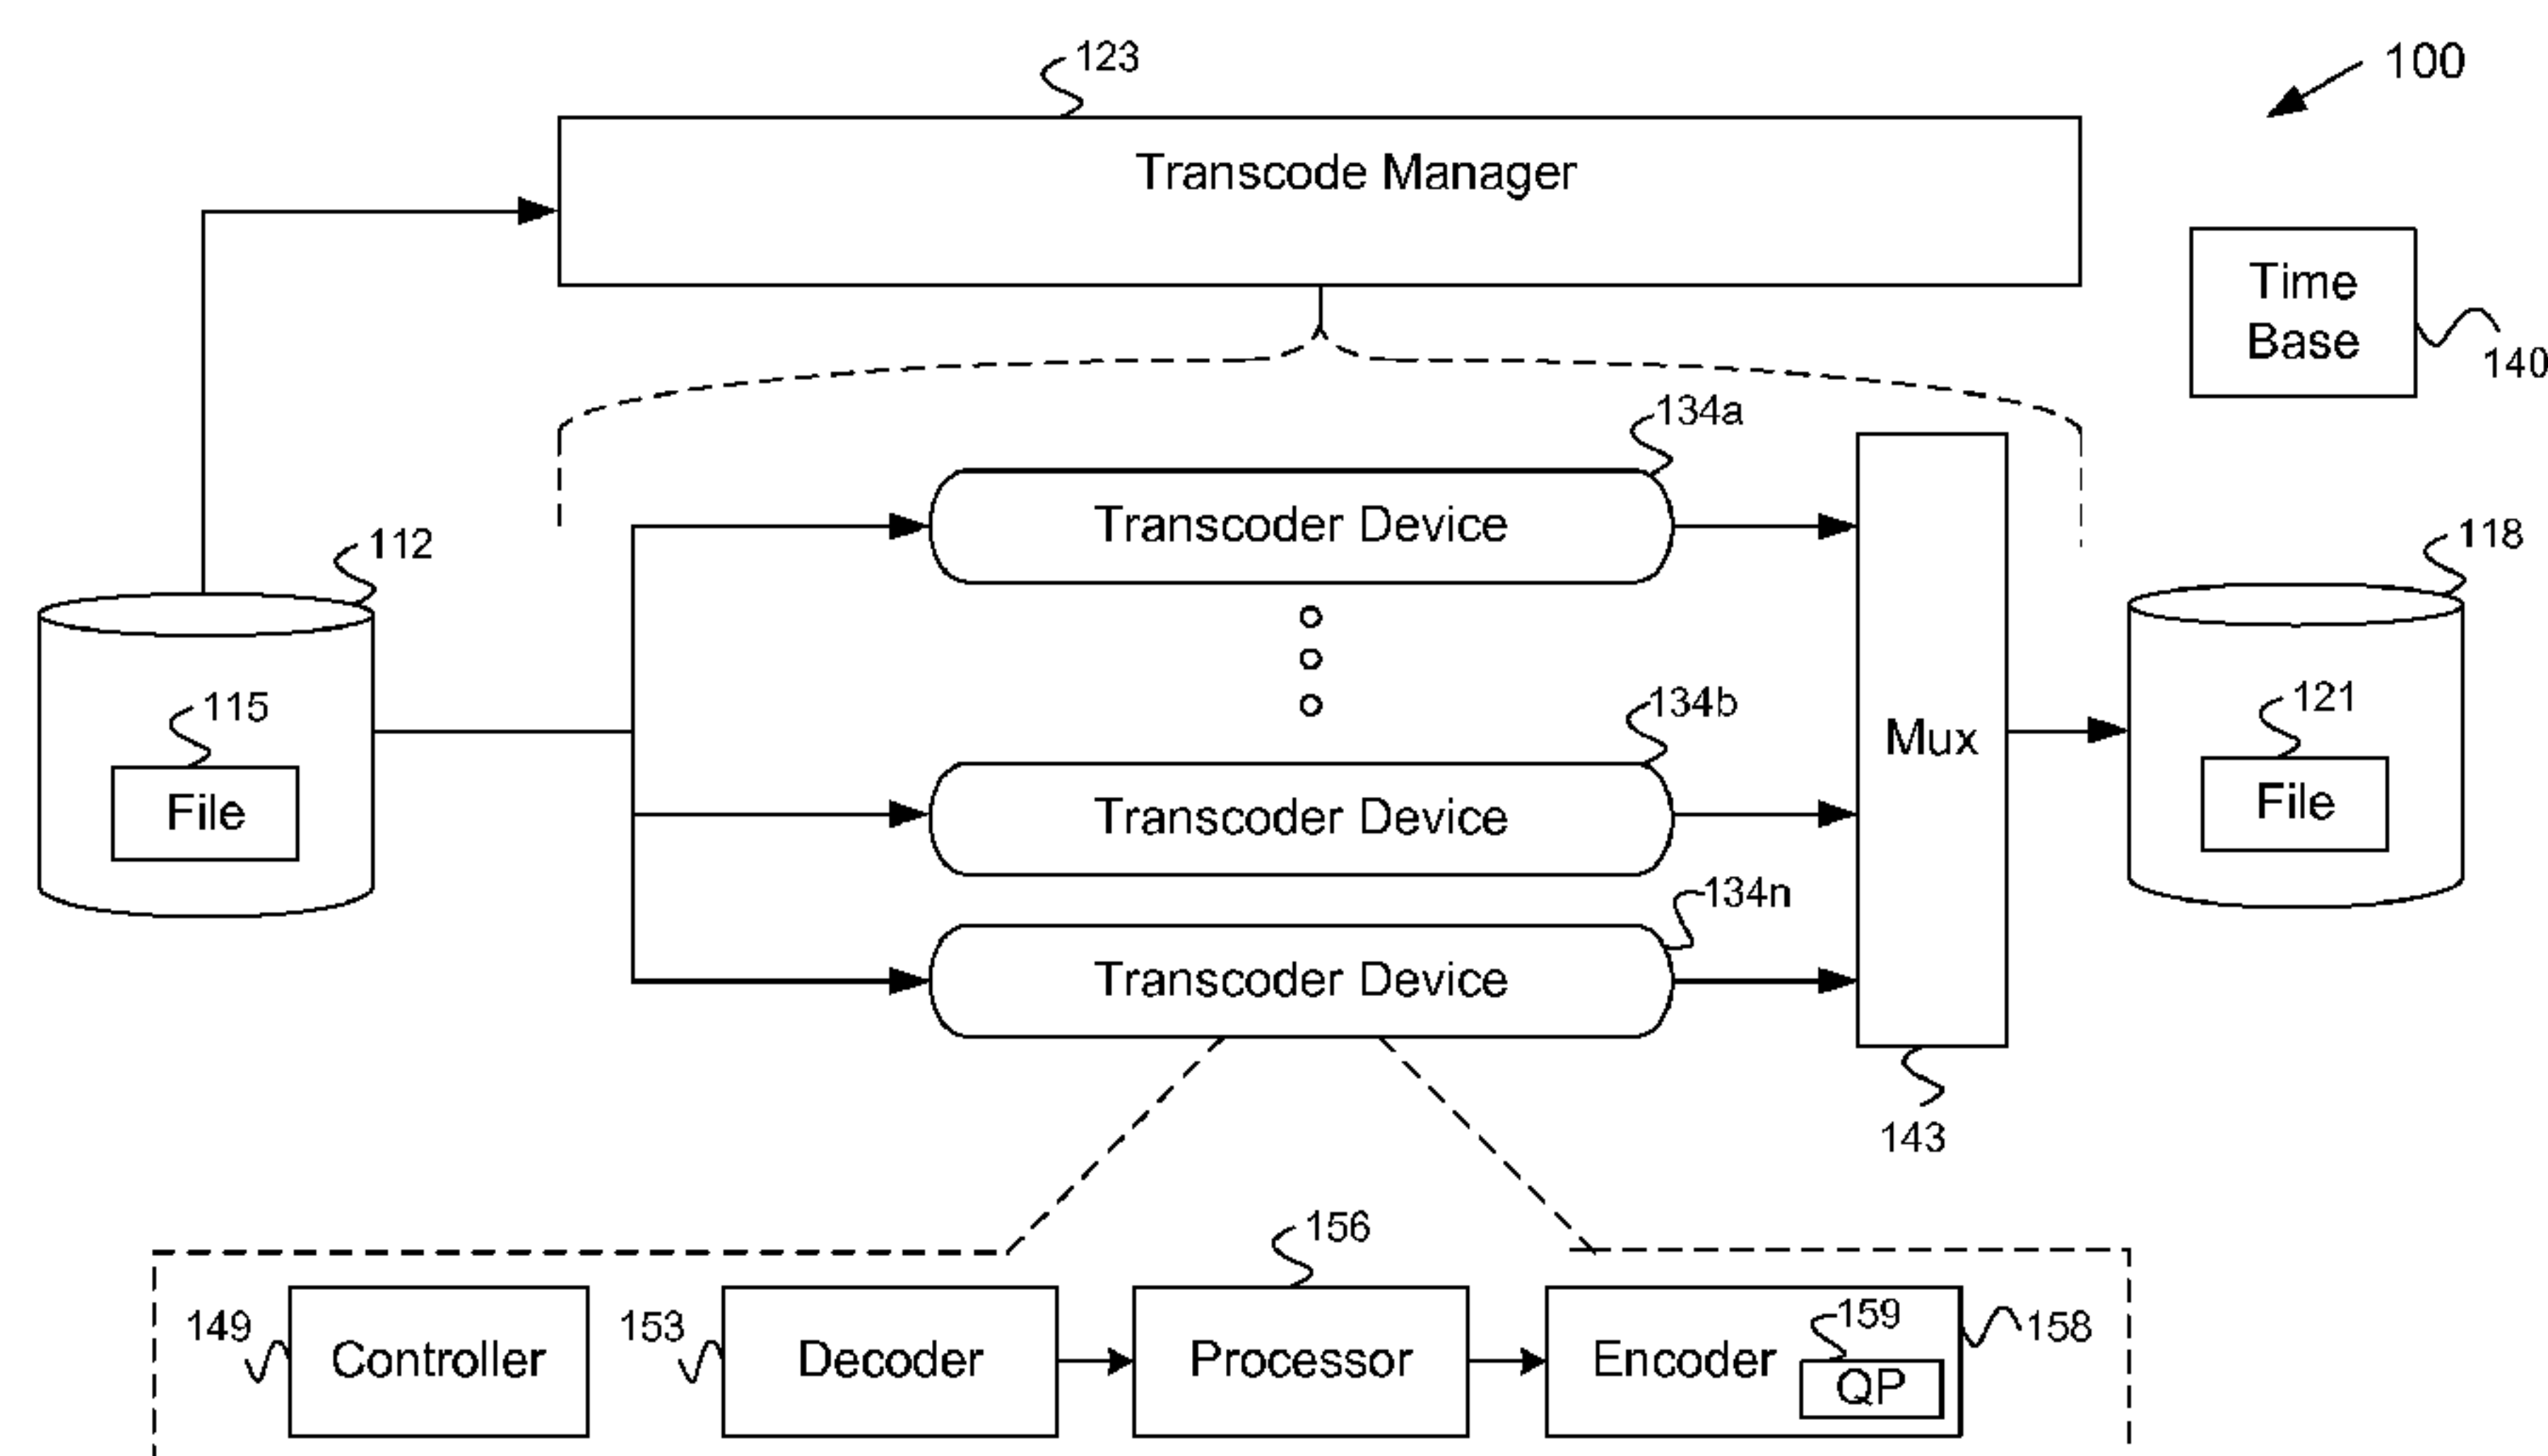 123
100
Transcode Manager
Time
Base
140
134a
Transcoder Device
112
118
115
File
134b
Transcoder Device
Mux
121
File
134n
Transcoder Device
143
156
149
Controller
153
Decoder
Processor
Encoder
159
QP
158